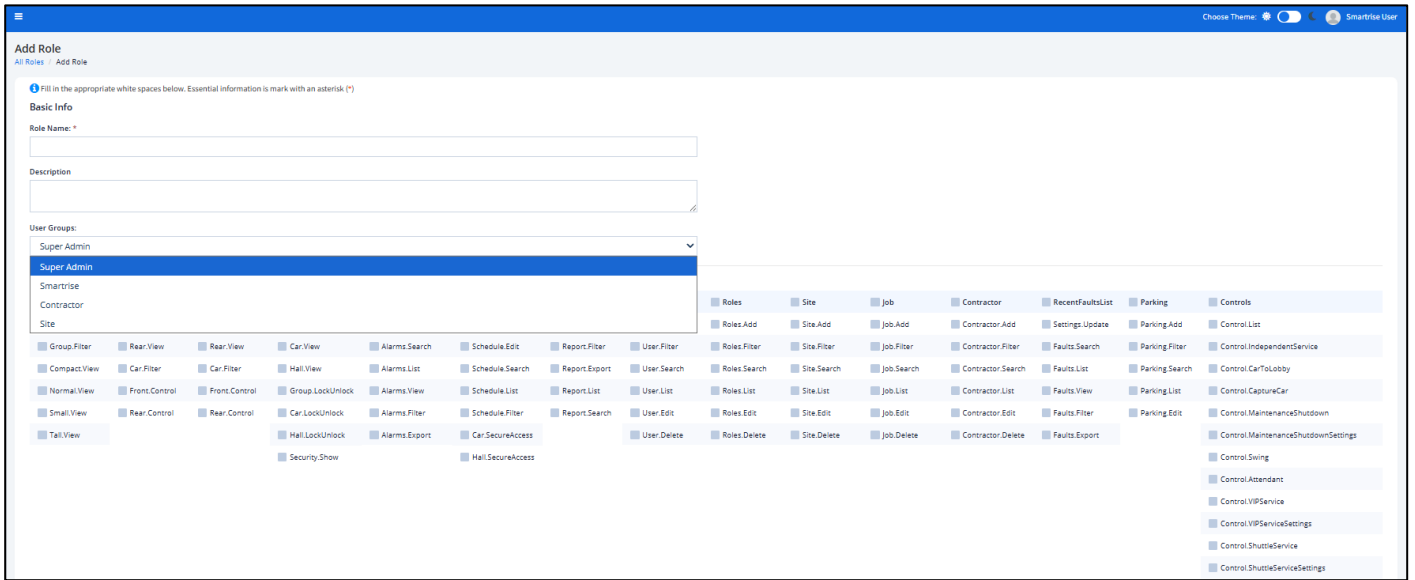 Choose Theme: Smartrise User
Add Role
All Roles / Add Role
Fill in the appropriate white spaces below. Essential information is mark with an asterisk (*)
Basic Info
Role Name: *
Description
User Groups:
Super Admin
Super Admin
Smartrise
Contractor
Site
Roles Site Job Contractor RecentFaultsList Parking Controls
Roles.Add Site.Add Job.Add Contractor.Add Settings.Update Parking.Add Control.List
Group.Filter Rear.View Rear.View Car.View Alarms.Search Schedule.Edit Report.Filter User.Filter Roles.Filter Site.Filter Job.Filter Contractor.Filter Faults.Search Parking.Filter Control.IndependentService
Compact.View Car.Filter Car.Filter Hall.View Alarms.List Schedule.Search Report.Export User.Search Roles.Search Site.Search Job.Search Contractor.Search Faults.List Parking.Search Control.CarToLobby
Normal.View Front.Control Front.Control Group.LockUnlock Alarms.View Schedule.List Report.List User.List Roles.List Site.List Job.List Contractor.List Faults.View Parking.List Control.CaptureCar
Small.View Rear.Control Rear.Control Car.LockUnlock Alarms.Filter Schedule.Filter Report.Search User.Edit Roles.Edit Site.Edit Job.Edit Contractor.Edit Faults.Filter Parking.Edit Control.MaintenanceShutdown
Tall.View Hall.LockUnlock Alarms.Export Car.SecureAccess User.Delete Roles.Delete Site.Delete Job.Delete Contractor.Delete Faults.Export Control.MaintenanceShutdownSettings
Security.Show Hall.SecureAccess Control.Swing
Control.Attendant
Control.VIPService
Control.VIPServiceSettings
Control.ShuttleService
Control.ShuttleServiceSettings